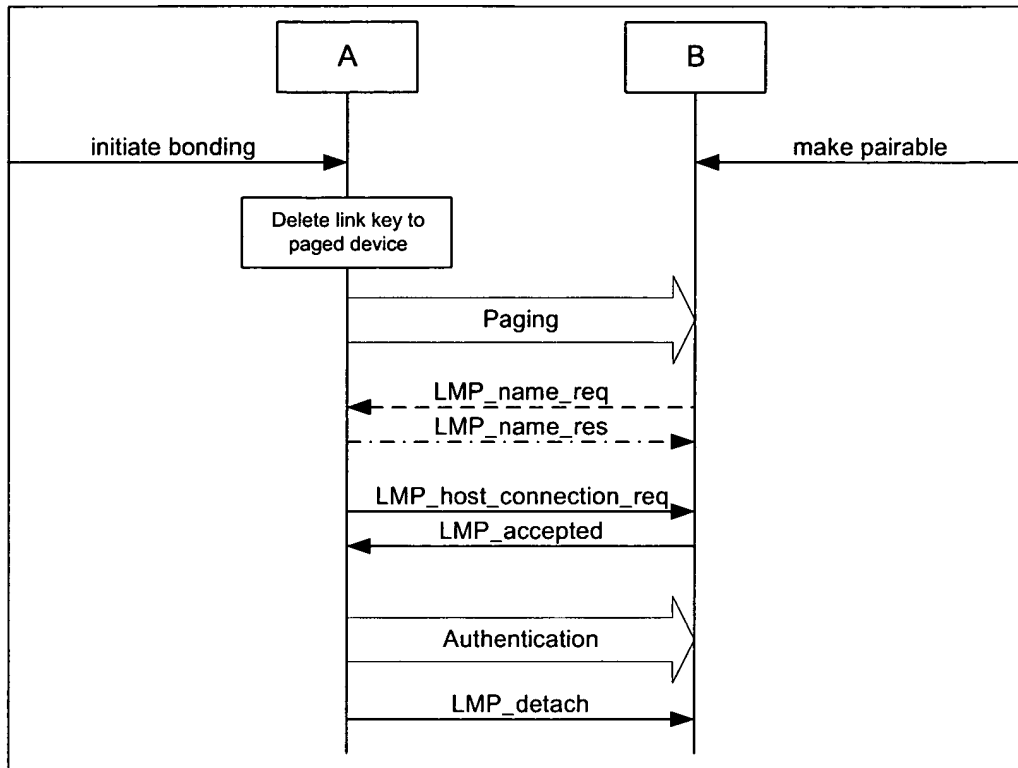 A
B
initiate bonding
make pairable
Delete link key to
paged device
Paging
LMP_name_req
LMP_name_res
LMP_host_connection_req
LMP_accepted
Authentication
LMP_detach